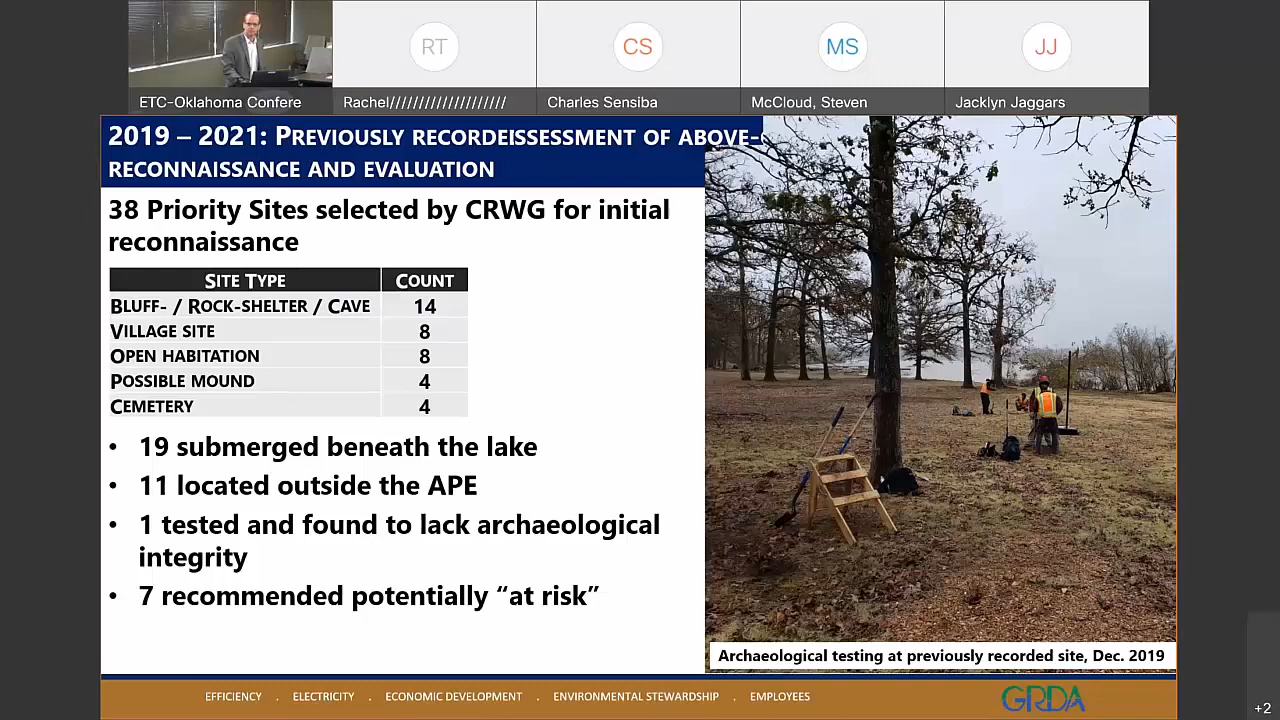 RT
CS
MS
JJ
ETC-Oklahoma Confere
Rachel////////////////////
Charles Sensiba
McCloud, Steven
Jacklyn Jaggars
2019 – 2021: PREVIOUSLY RECORDEISSESSMENT OF ABOVE-
RECONNAISSANCE AND EVALUATION
38 Priority Sites selected by CRWG for initial
reconnaissance
SITE TYPE COUNT
BLUFF- / ROCK-SHELTER / CAVE 14
VILLAGE SITE 8
OPEN HABITATION 8
POSSIBLE MOUND 4
CEMETERY 4
• 19 submerged beneath the lake
• 11 located outside the APE
• 1 tested and found to lack archaeological
integrity
• 7 recommended potentially “at risk”
Archaeological testing at previously recorded site, Dec. 2019
EFFICIENCY . ELECTRICITY . ECONOMIC DEVELOPMENT . ENVIRONMENTAL STEWARDSHIP . EMPLOYEES
GRDA
+2